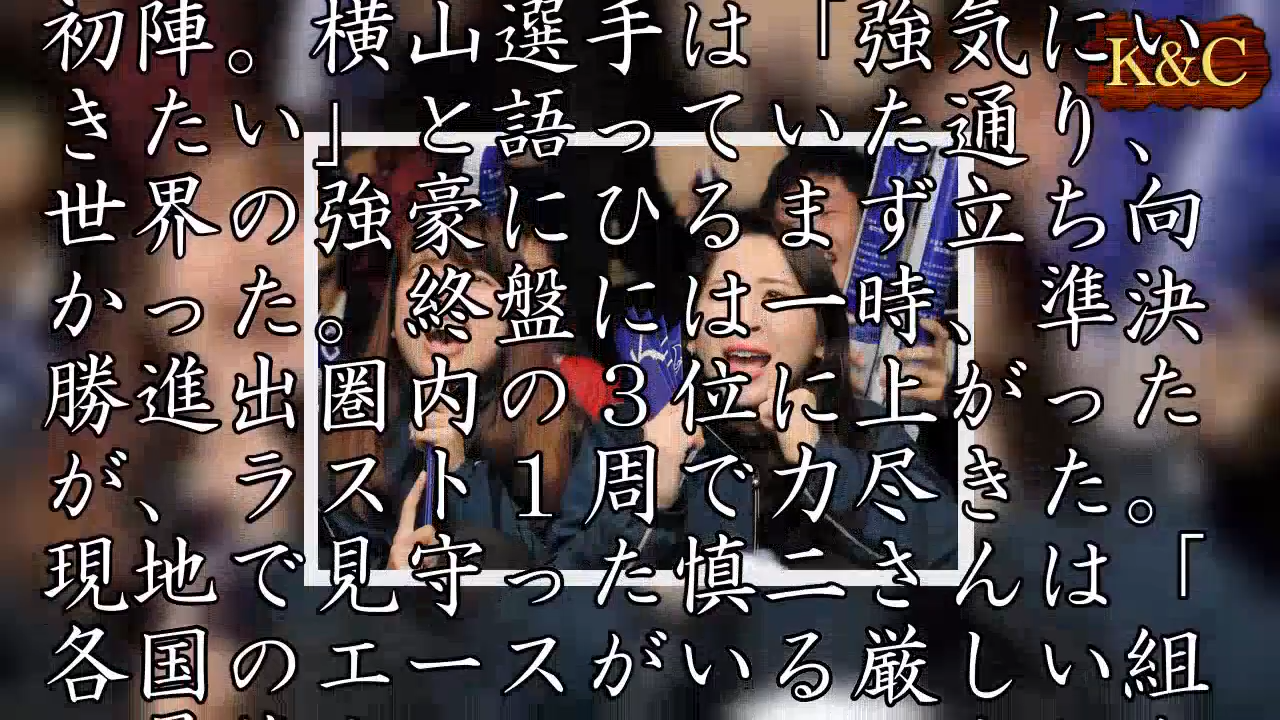 初陣。横山選手は「強気にい
きたい」と語っていた通り、
世界の強豪にひるまず立ち向
かった。終盤には一時、準決
勝進出圏内の３位に上がった
が、ラスト１周で力尽きた。
現地で見守った慎二さんは「
各国のエースがいる厳しい組
K&C